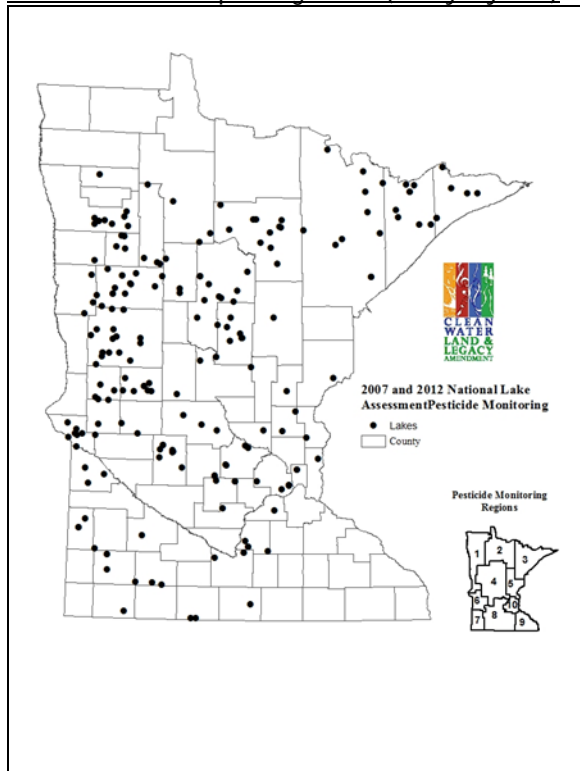 CLEAN
WATER
LAND &
LEGACY
AMENDMENT
2007 and 2012 National Lake
AssessmentPesticide Monitoring
Lakes
County
Pesticide Monitoring
Regions
1
2
3
4
5
6
10
7
8
9